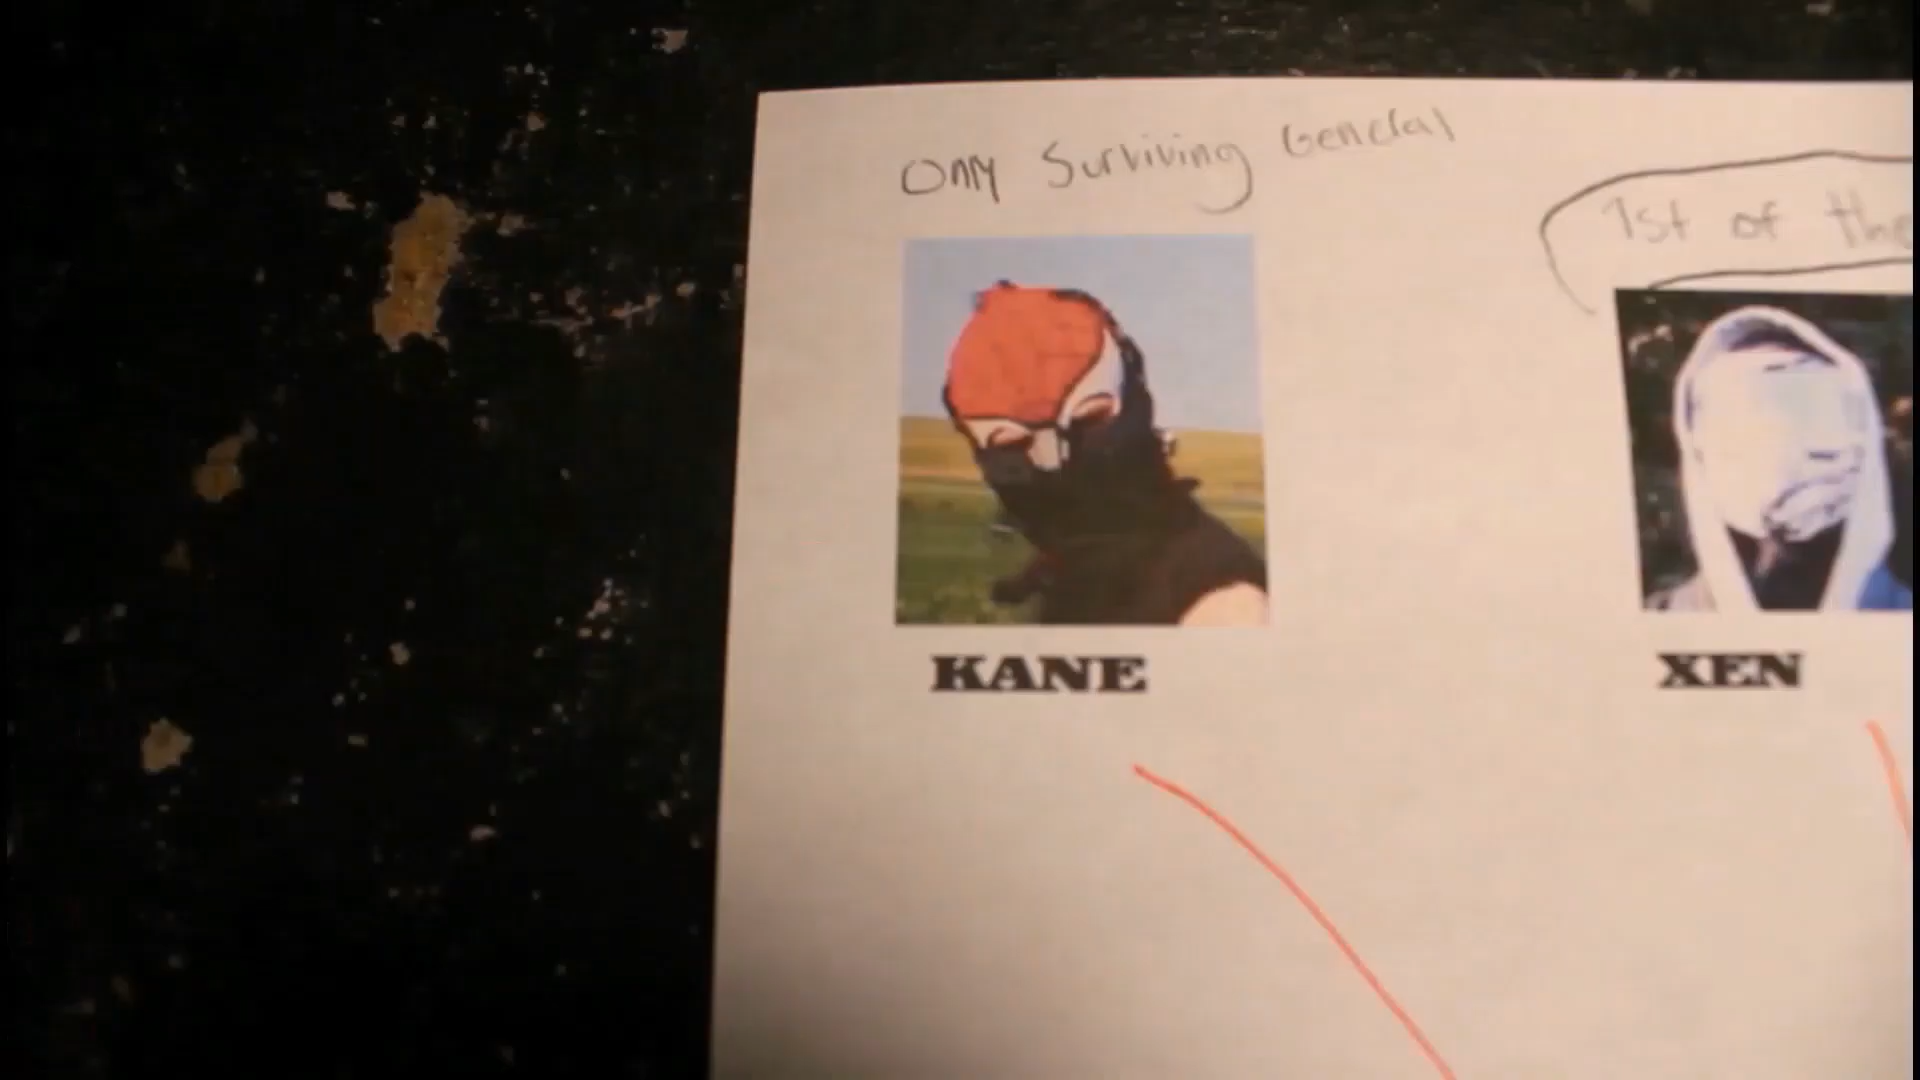 Only Surviving General
1st of the
KANE
XEN